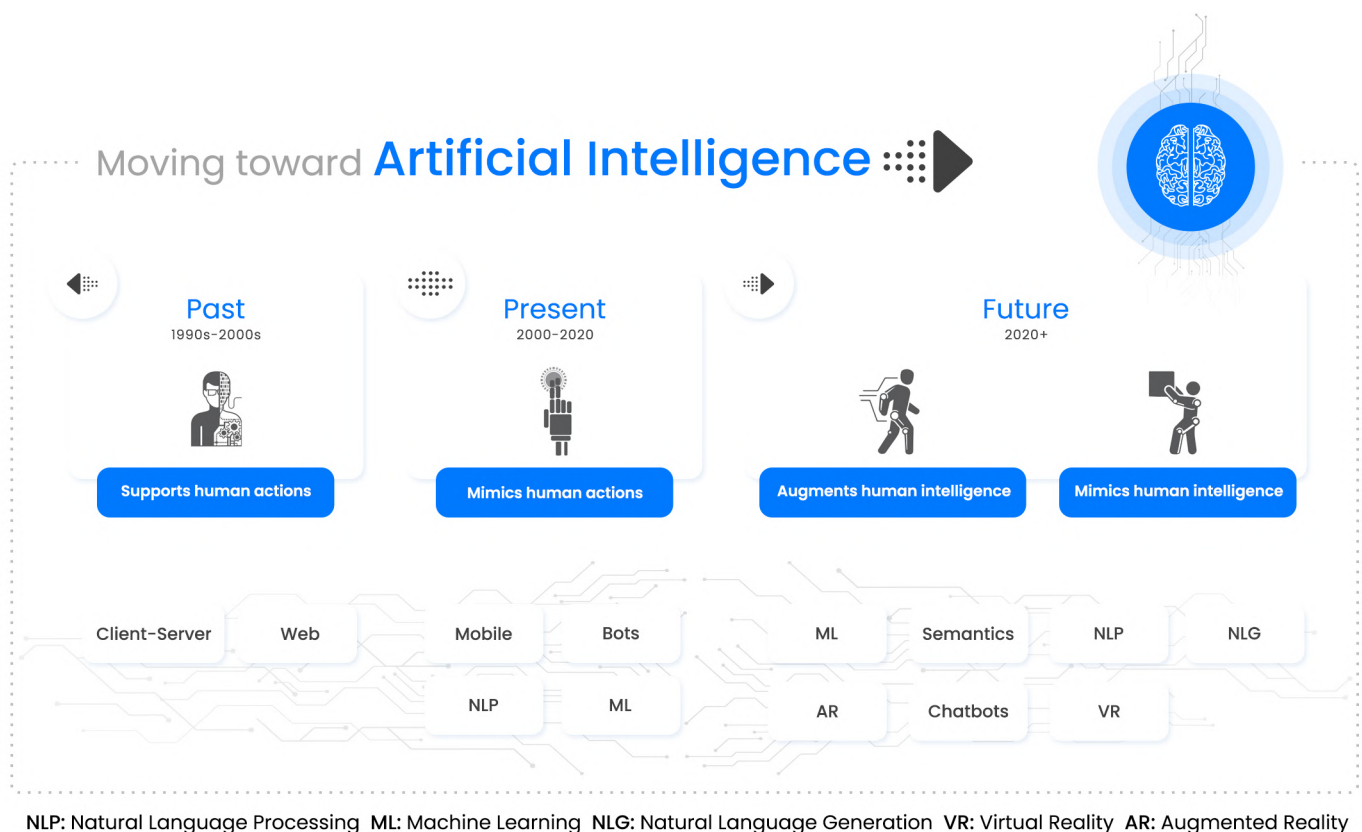 Moving toward Artificial Intelligence
Past
1990s-2000s
Supports human actions
Present
2000-2020
Mimics human actions
Future
2020+
Augments human intelligence
Mimics human intelligence
Client-Server
Web
Mobile
Bots
NLP
ML
ML
Semantics
NLP
NLG
AR
Chatbots
VR
NLP: Natural Language Processing ML: Machine Learning NLG: Natural Language Generation VR: Virtual Reality AR: Augmented Reality